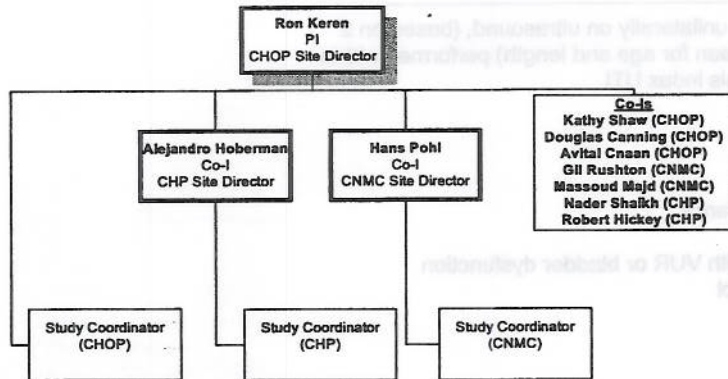 Ron Keren
PI
CHOP Site Director
Alejandro Hoberman
Co-I
CHP Site Director
Hans Pohl
Co-I
CNMC Site Director
Co-Is
Kathy Shaw (CHOP)
Douglas Canning (CHOP)
Avital Cnaan (CHOP)
Gil Rushton (CNMC)
Massoud Majd (CNMC)
Nader Shaikh (CHP)
Robert Hickey (CHP)
Study Coordinator
(CHOP)
Study Coordinator
(CHP)
Study Coordinator
(CNMC)